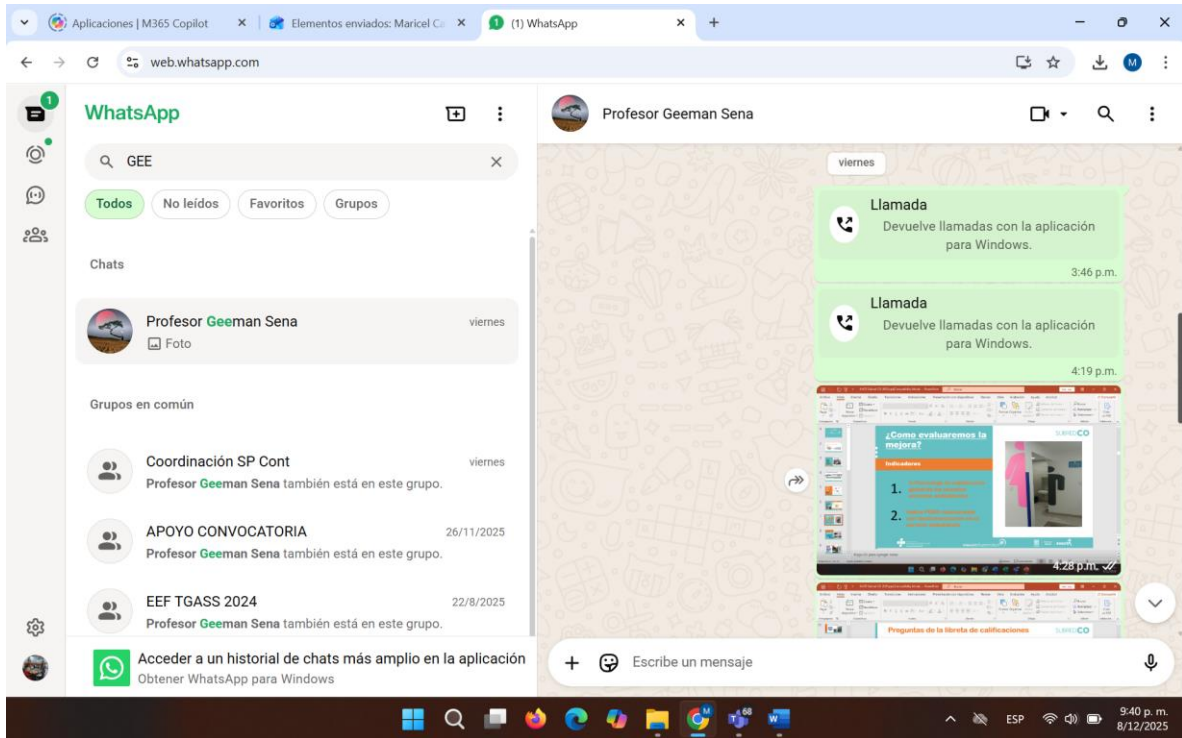 Aplicaciones | M365 Copilot
Elementos enviados: Maricel Ca
(1) WhatsApp
web.whatsapp.com
M
1
WhatsApp
GEE
Todos
No leídos
Favoritos
Grupos
Chats
Profesor Geeman Sena
viernes
Foto
Grupos en común
Coordinación SP Cont
viernes
Profesor Geeman Sena también está en este grupo.
APOYO CONVOCATORIA
26/11/2025
Profesor Geeman Sena también está en este grupo.
EEF TGASS 2024
22/8/2025
Profesor Geeman Sena también está en este grupo.
Acceder a un historial de chats más amplio en la aplicación
Obtener WhatsApp para Windows
Profesor Geeman Sena
viernes
Llamada
Devuelve llamadas con la aplicación
para Windows.
3:46 p.m.
Llamada
Devuelve llamadas con la aplicación
para Windows.
4:19 p.m.
¿Como evaluaremos la
mejora?
Indicadores
1.
2.
4:28 p.m.
Preguntas de la libreta de calificaciones
Escribe un mensaje
68
M
ESP
9:40 p. m.
8/12/2025